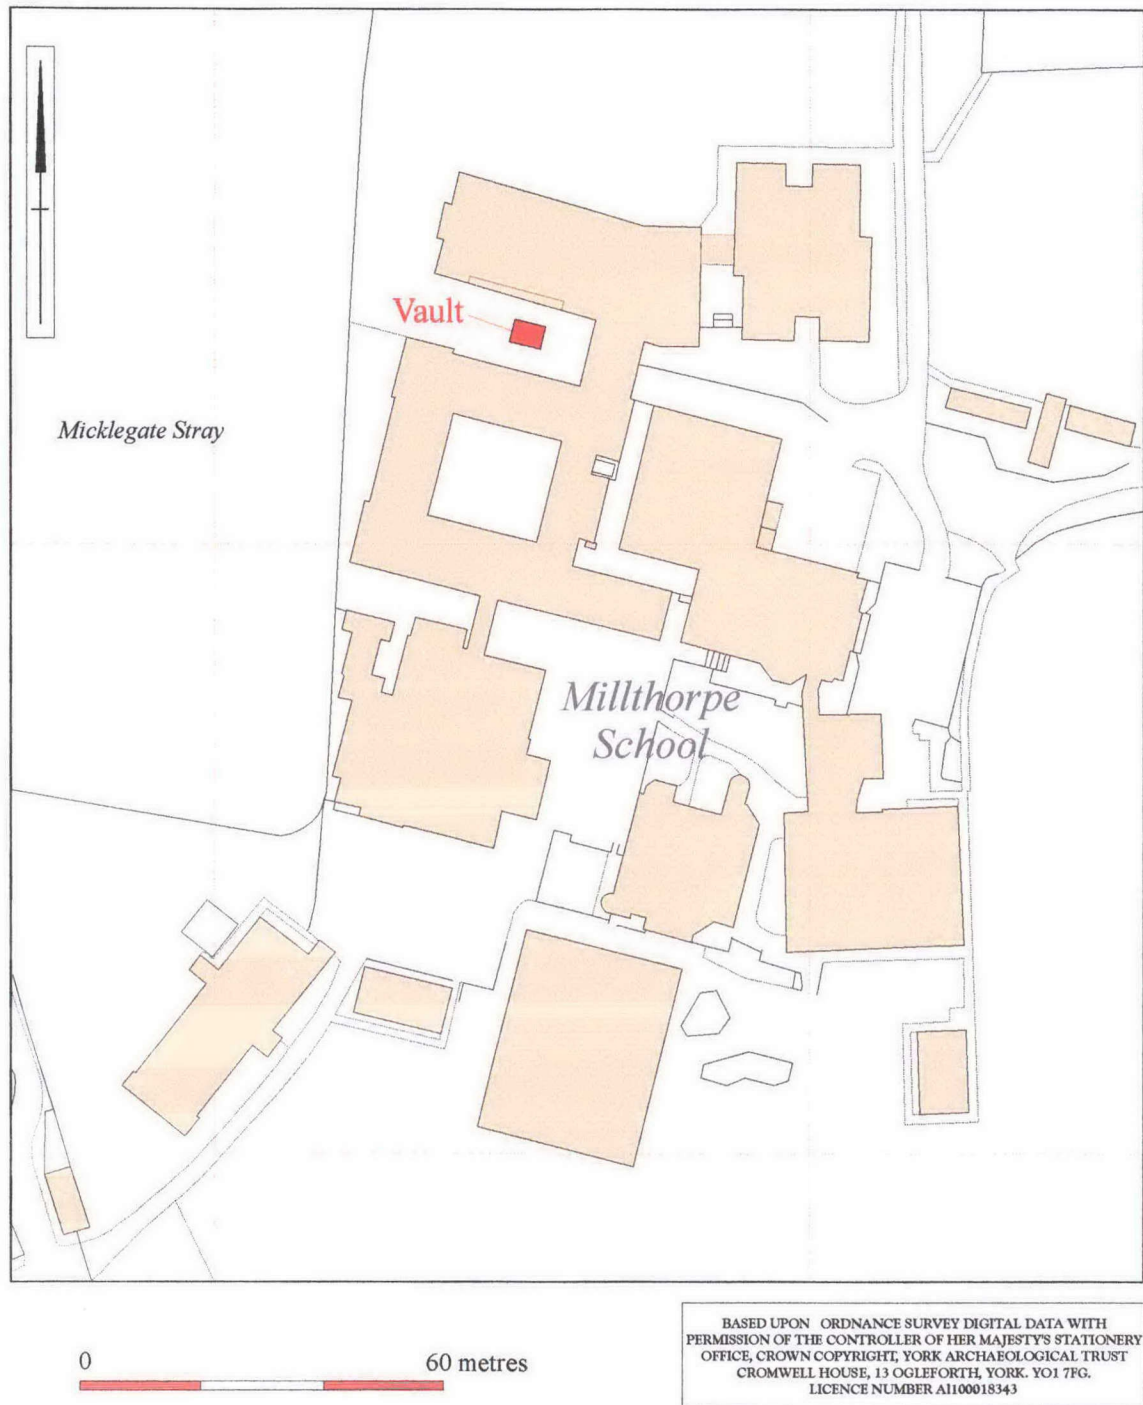 Vault
Micklegate Stray
Millthorpe
School
0 60 metres
BASED UPON ORDNANCE SURVEY DIGITAL DATA WITH
PERMISSION OF THE CONTROLLER OF HER MAJESTY'S STATIONERY
OFFICE, CROWN COPYRIGHT, YORK ARCHAEOLOGICAL TRUST
CROMWELL HOUSE, 13 OGLEFORTH, YORK. YO1 7FG.
LICENCE NUMBER A1100018343